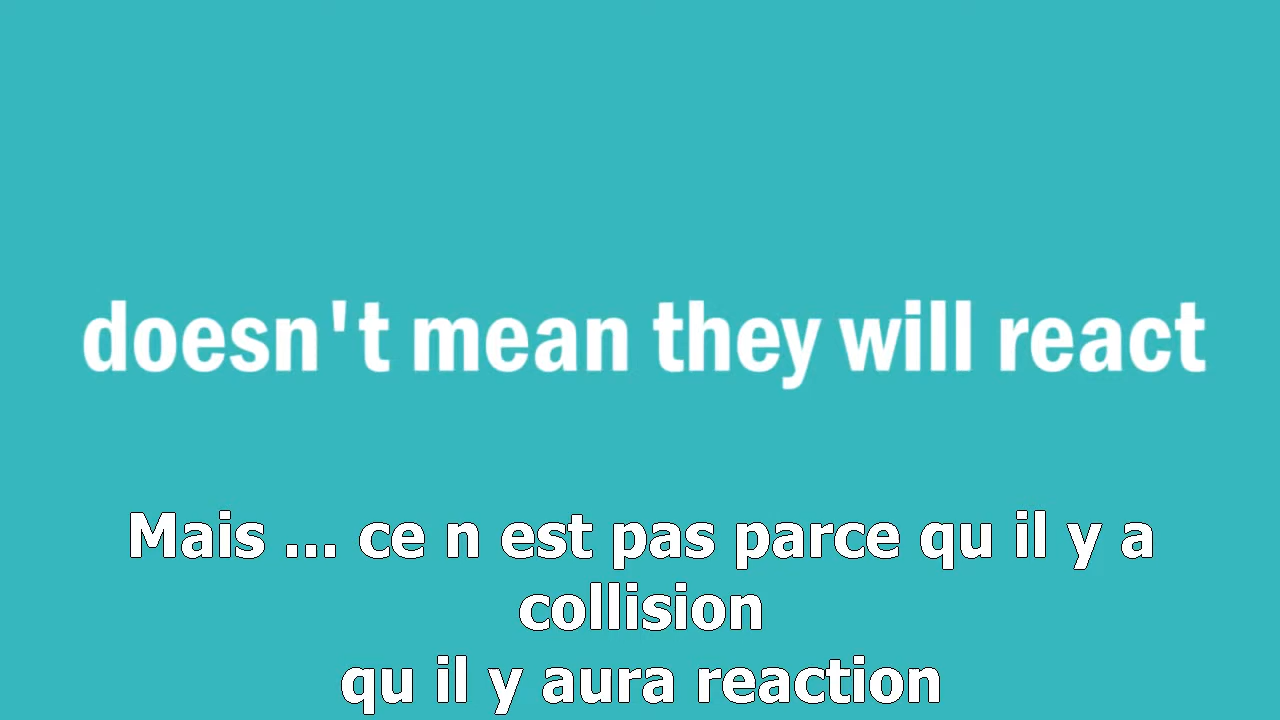 doesn't mean they will react
Mais ... ce n est pas parce qu il y a
collision
qu il y aura reaction